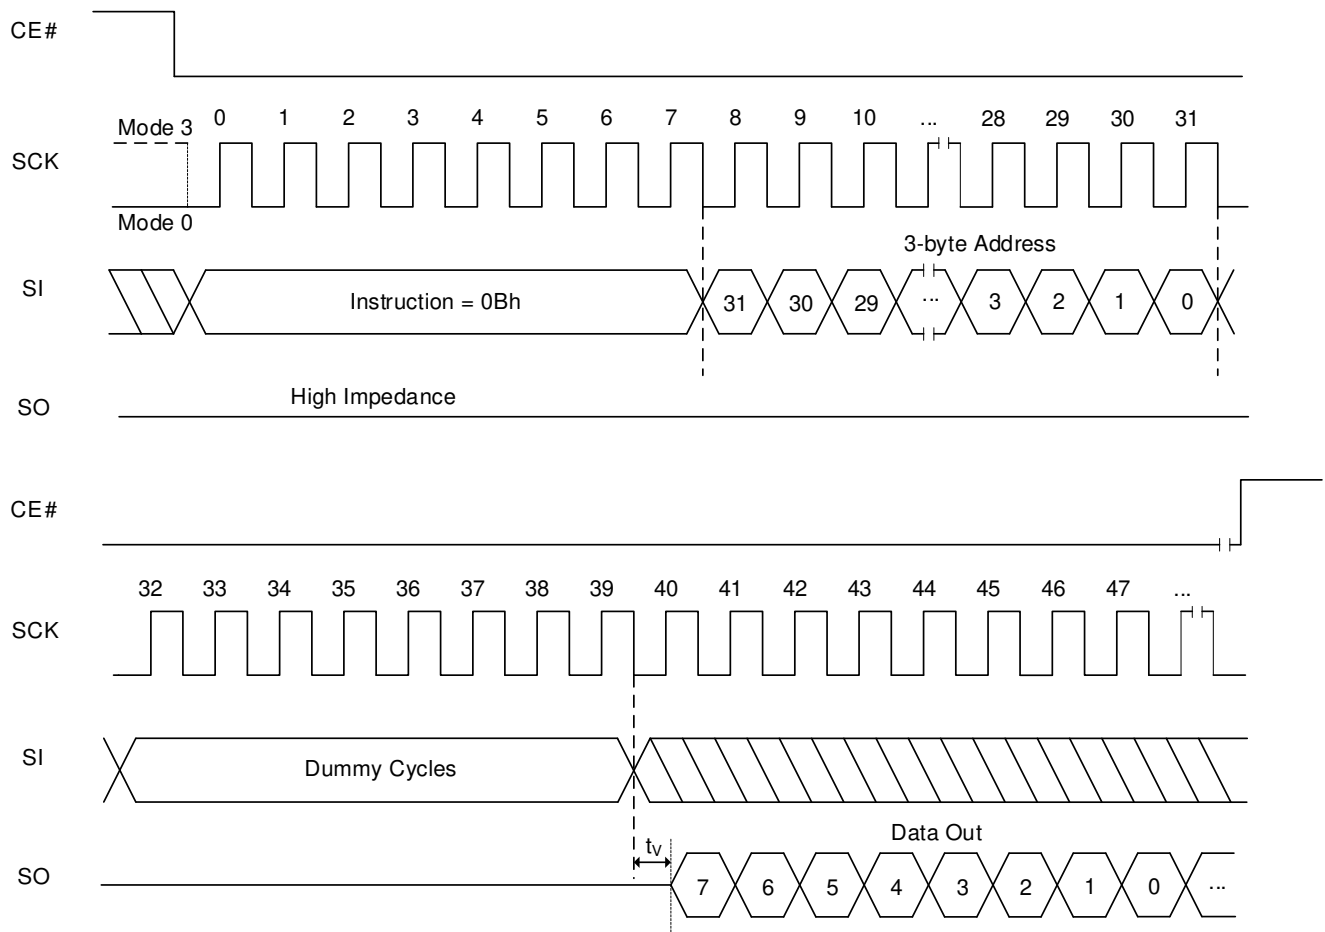 CE#
Mode 3 0 1 2 3 4 5 6 7 8 9 10 ... 28 29 30 31
SCK
Mode 0
3-byte Address
SI Instruction = 0Bh 31 30 29 ... 3 2 1 0
High Impedance
SO
CE#
32 33 34 35 36 37 38 39 40 41 42 43 44 45 46 47 ...
SCK
SI Dummy Cycles
Data Out
tV
SO 7 6 5 4 3 2 1 0 ...